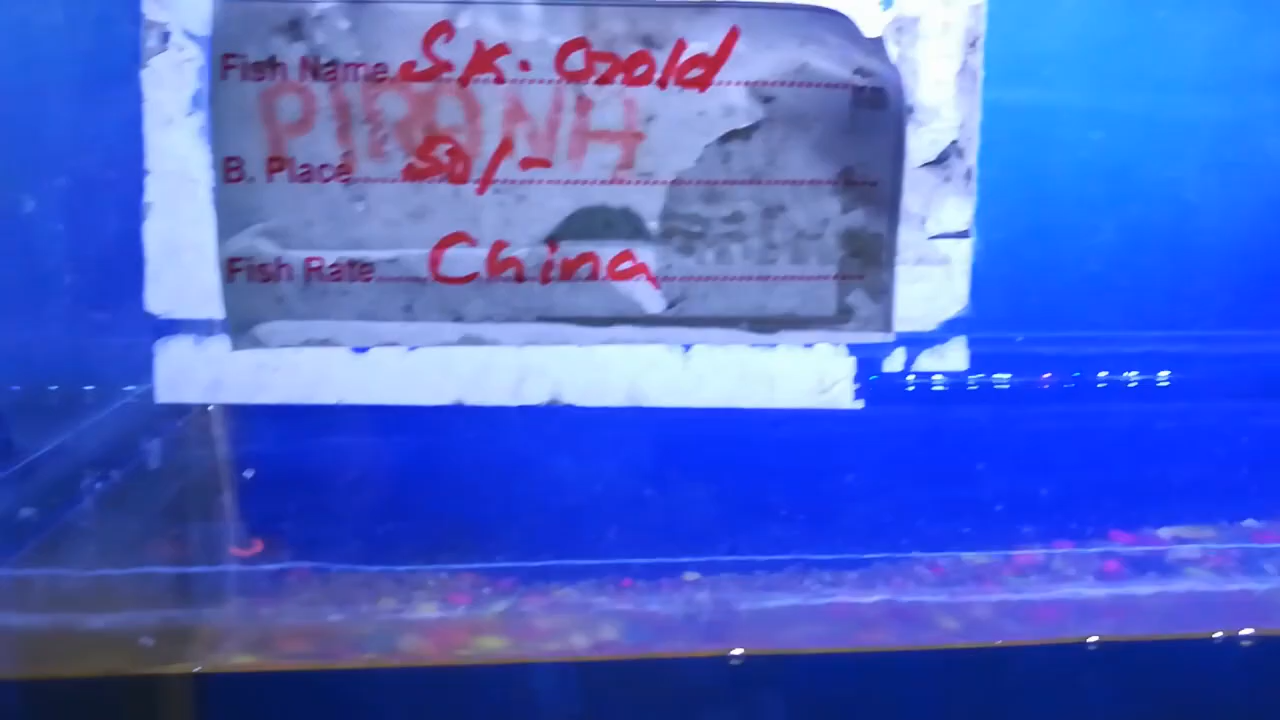 Fish Name Sk. Gold
PIRANH
B. Place 50/-
Fish Rate China